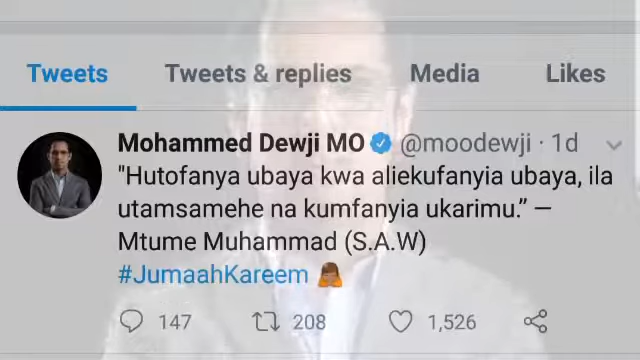 Tweets Tweets & replies Media Likes
Mohammed Dewji MO @moodewji · 1d
"Hutofanya ubaya kwa aliekufanyia ubaya, ila
utamsamehe na kumfanyia ukarimu.” —
Mtume Muhammad (S.A.W)
#JumaahKareem 🙏🏾
147 208 1,526